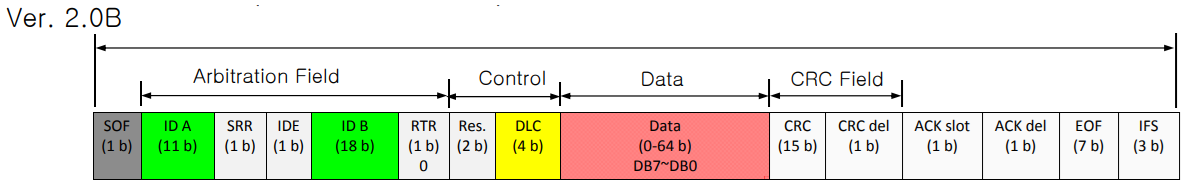 Ver. 2.0B
Arbitration Field Control Data CRC Field
SOF ID A SRR IDE ID B RTR Res. DLC Data CRC CRC del ACK slot ACK del EOF IFS
(1 b) (11 b) (1 b) (1 b) (18 b) (1 b) (2 b) (4 b) (0-64 b) (15 b) (1 b) (1 b) (1 b) (7 b) (3 b)
0 DB7~DB0